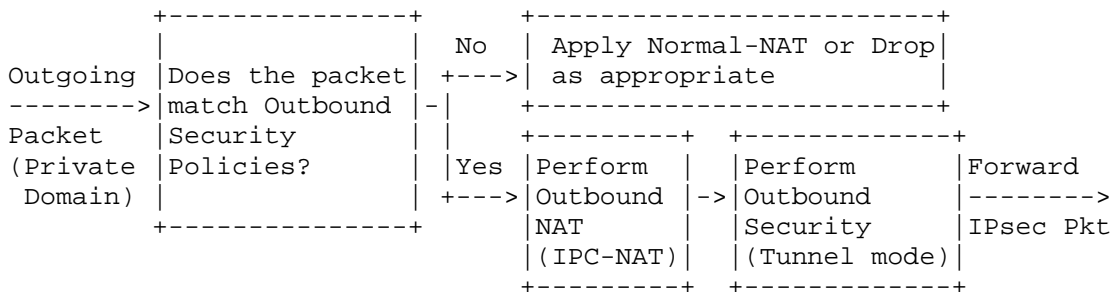 +---------------+ +-------------------------+
| | No | Apply Normal-NAT or Drop|
Outgoing |Does the packet| +--->| as appropriate |
-------->|match Outbound |-| +-------------------------+
Packet |Security | | +---------+ +-------------+
(Private |Policies? | |Yes |Perform | |Perform |Forward
Domain) | | +--->|Outbound |->|Outbound |-------->
+---------------+ |NAT | |Security |IPsec Pkt
|(IPC-NAT)| |(Tunnel mode)|
+---------+ +-------------+